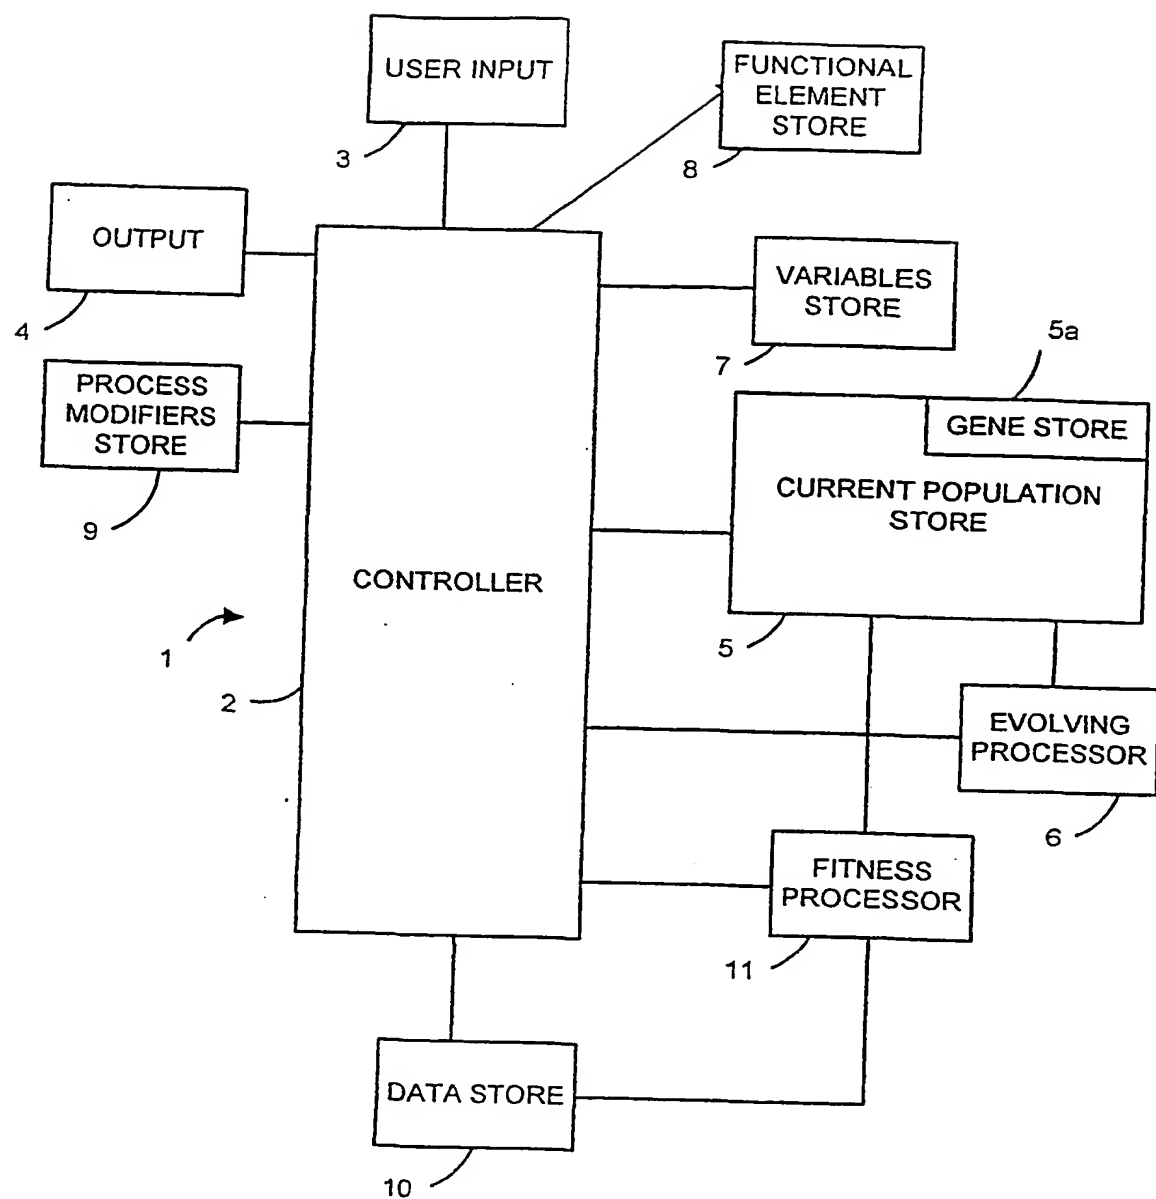 USER INPUT
3
FUNCTIONAL
ELEMENT
STORE
8
OUTPUT
4
VARIABLES
STORE
7
5a
PROCESS
MODIFIERS
STORE
9
GENE STORE
CURRENT POPULATION
STORE
5
CONTROLLER
1
2
EVOLVING
PROCESSOR
6
FITNESS
PROCESSOR
11
DATA STORE
10